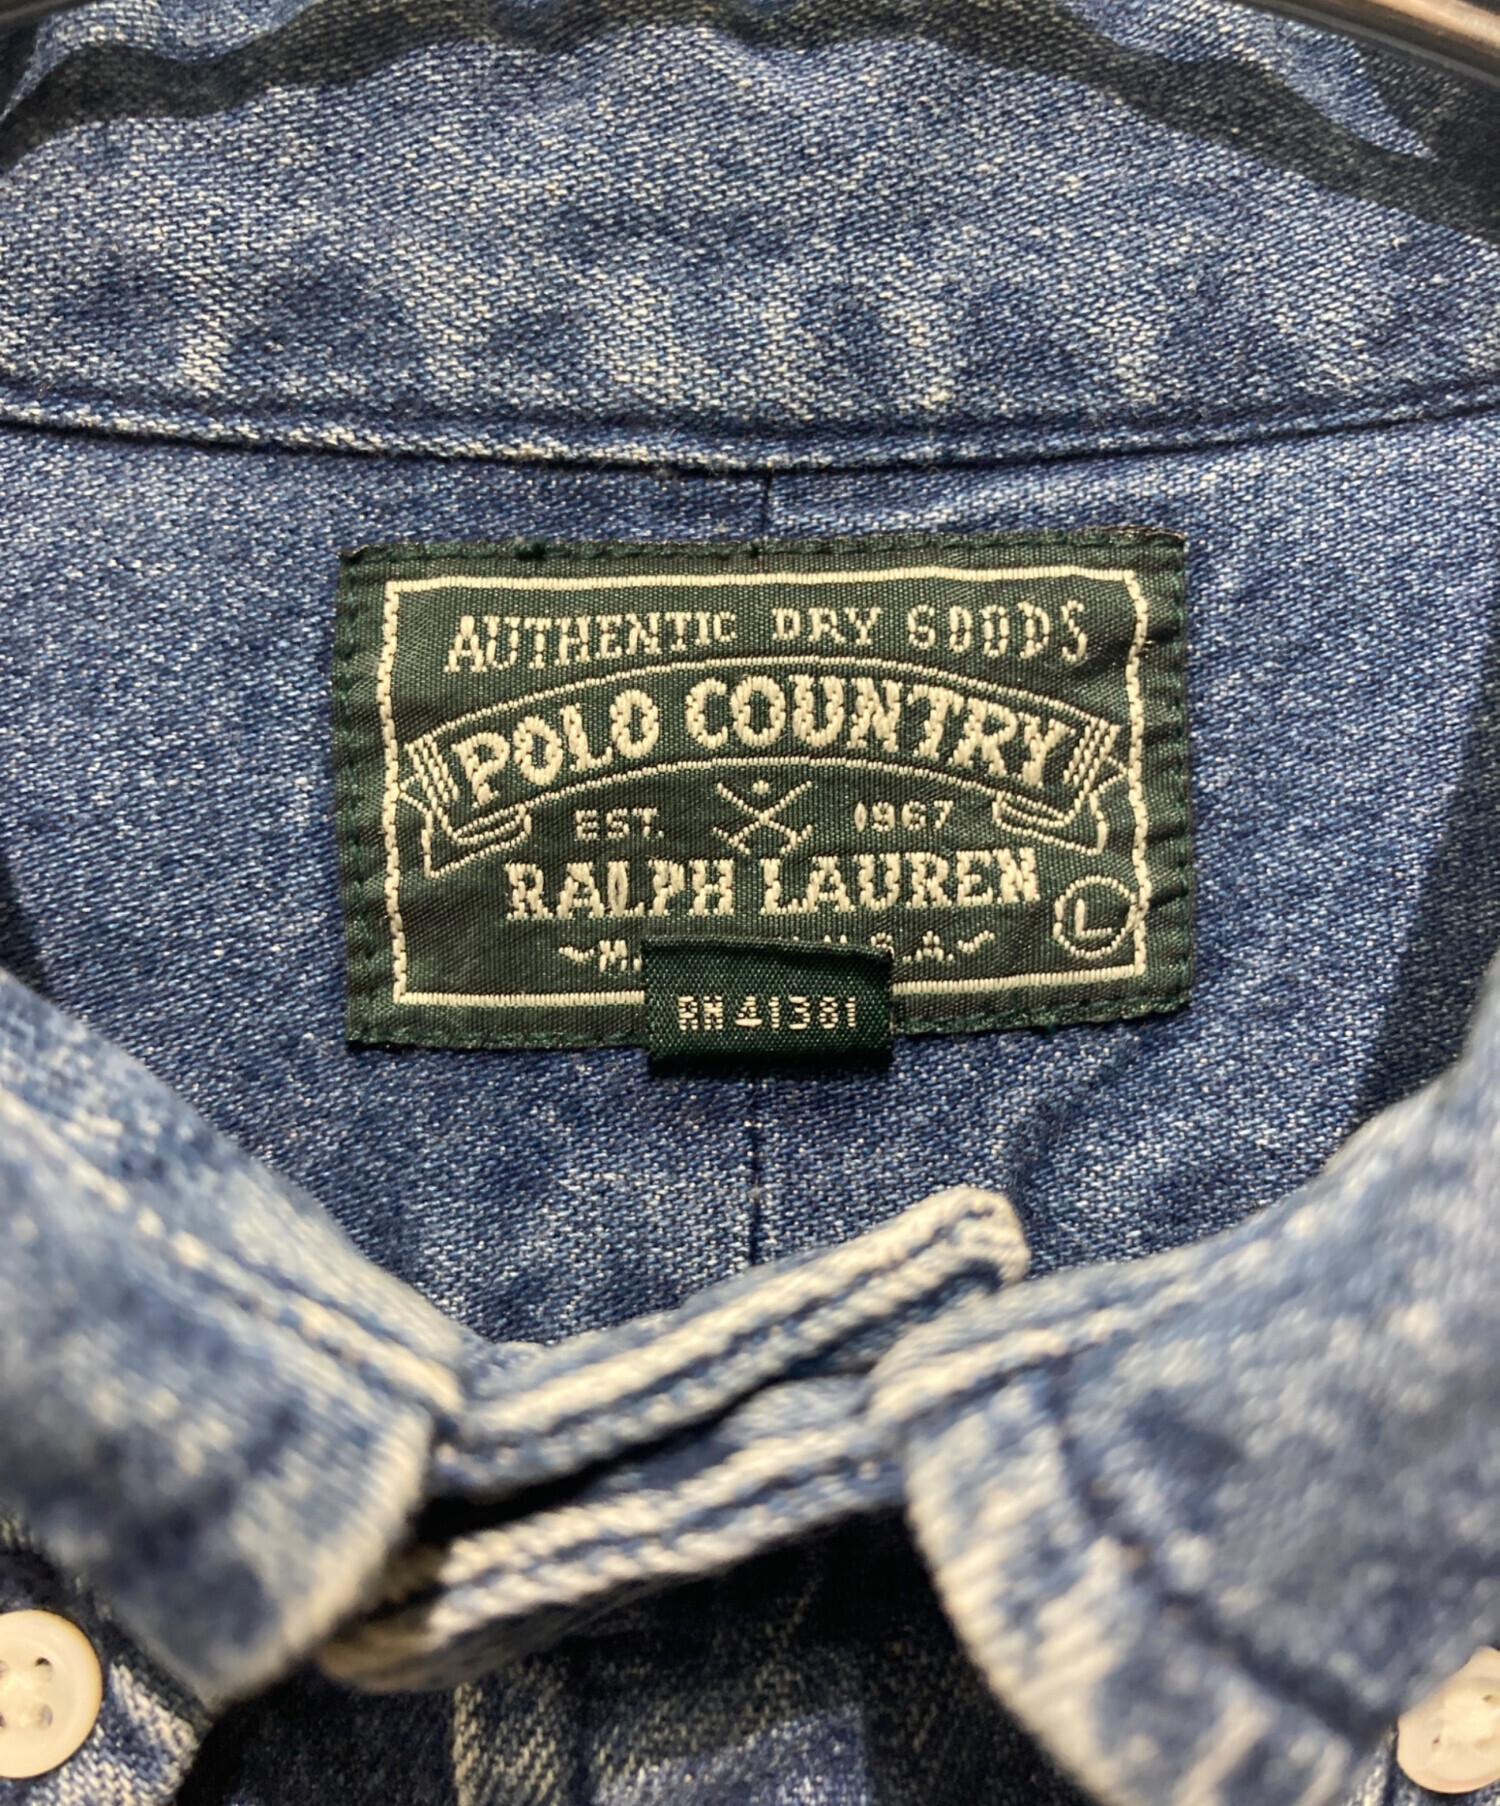 AUTHENTIC DRY GOODS
POLO COUNTRY
EST. 1967
RALPH LAUREN
L
RN 41381